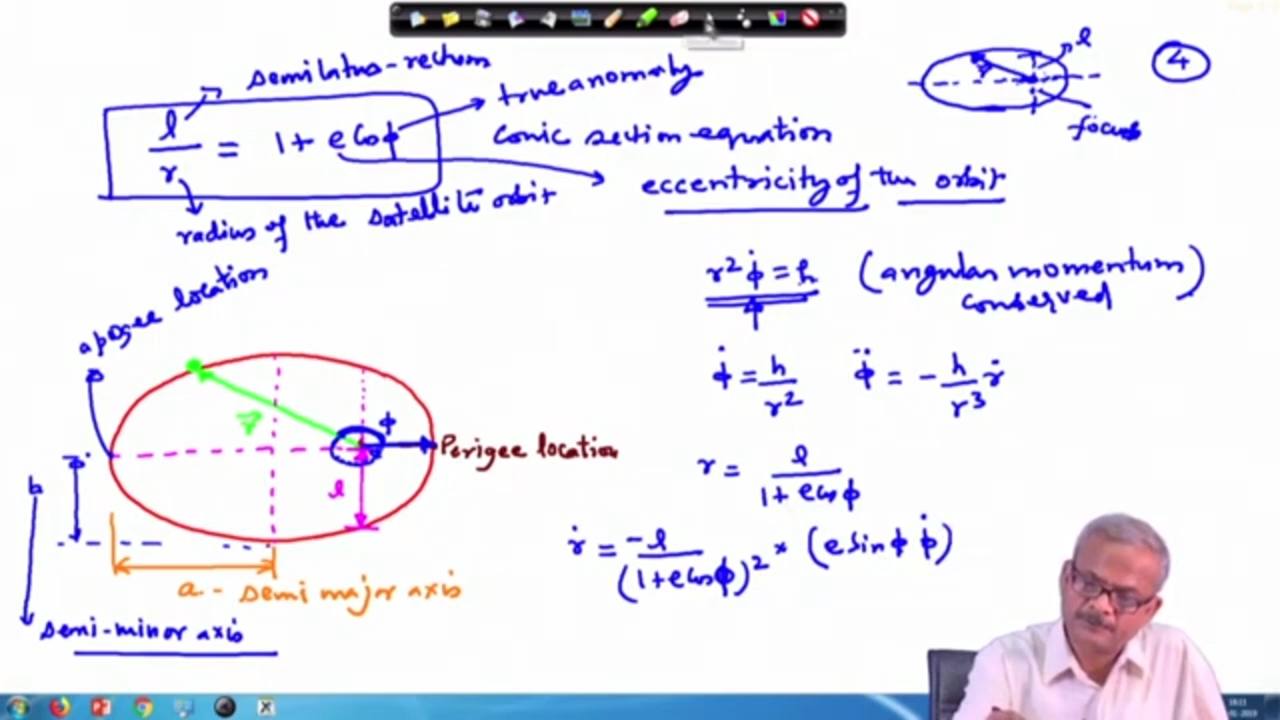 semilatus-rectum
l/r = 1 + e Cos ϕ
true anomaly
Conic section equation
eccentricity of the orbit
radius of the satellite orbit
l
focus
4
r²ϕ̇ = h (angular momentum
conserved
ϕ̇ = h/r² ϕ̈ = - h/r³ ṙ
r = l/(1 + e cos ϕ)
ṙ = -l/(1 + e Cos ϕ)² × (e sin ϕ ϕ̇)
apogee location
ϕ
Perigee location
l
b
a - semi major axis
semi-minor axis